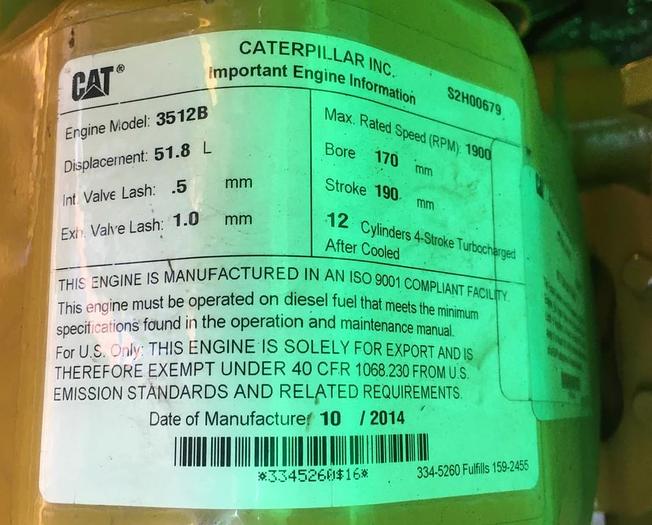 CAT®
CATERPILLAR INC.
Important Engine Information
S2H00679
Engine Model: 3512B
Displacement: 51.8 L
Int. Valve Lash: .5 mm
Exh. Valve Lash: 1.0 mm
Max. Rated Speed (RPM): 1900
Bore 170 mm
Stroke 190 mm
12 Cylinders 4-Stroke Turbocharged
After Cooled
THIS ENGINE IS MANUFACTURED IN AN ISO 9001 COMPLIANT FACILITY
This engine must be operated on diesel fuel that meets the minimum
specifications found in the operation and maintenance manual.
For U.S. Only: THIS ENGINE IS SOLELY FOR EXPORT AND IS
THEREFORE EXEMPT UNDER 40 CFR 1068.230 FROM U.S.
EMISSION STANDARDS AND RELATED REQUIREMENTS.
Date of Manufacture: 10 / 2014
*3345260$16*
334-5260 Fulfills 159-2455